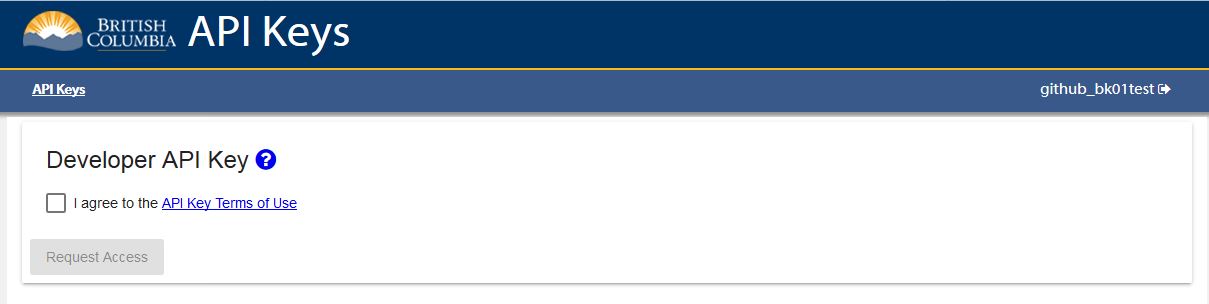 BRITISH
COLUMBIA
API Keys
API Keys
github_bk01test
Developer API Key ?
I agree to the API Key Terms of Use
Request Access